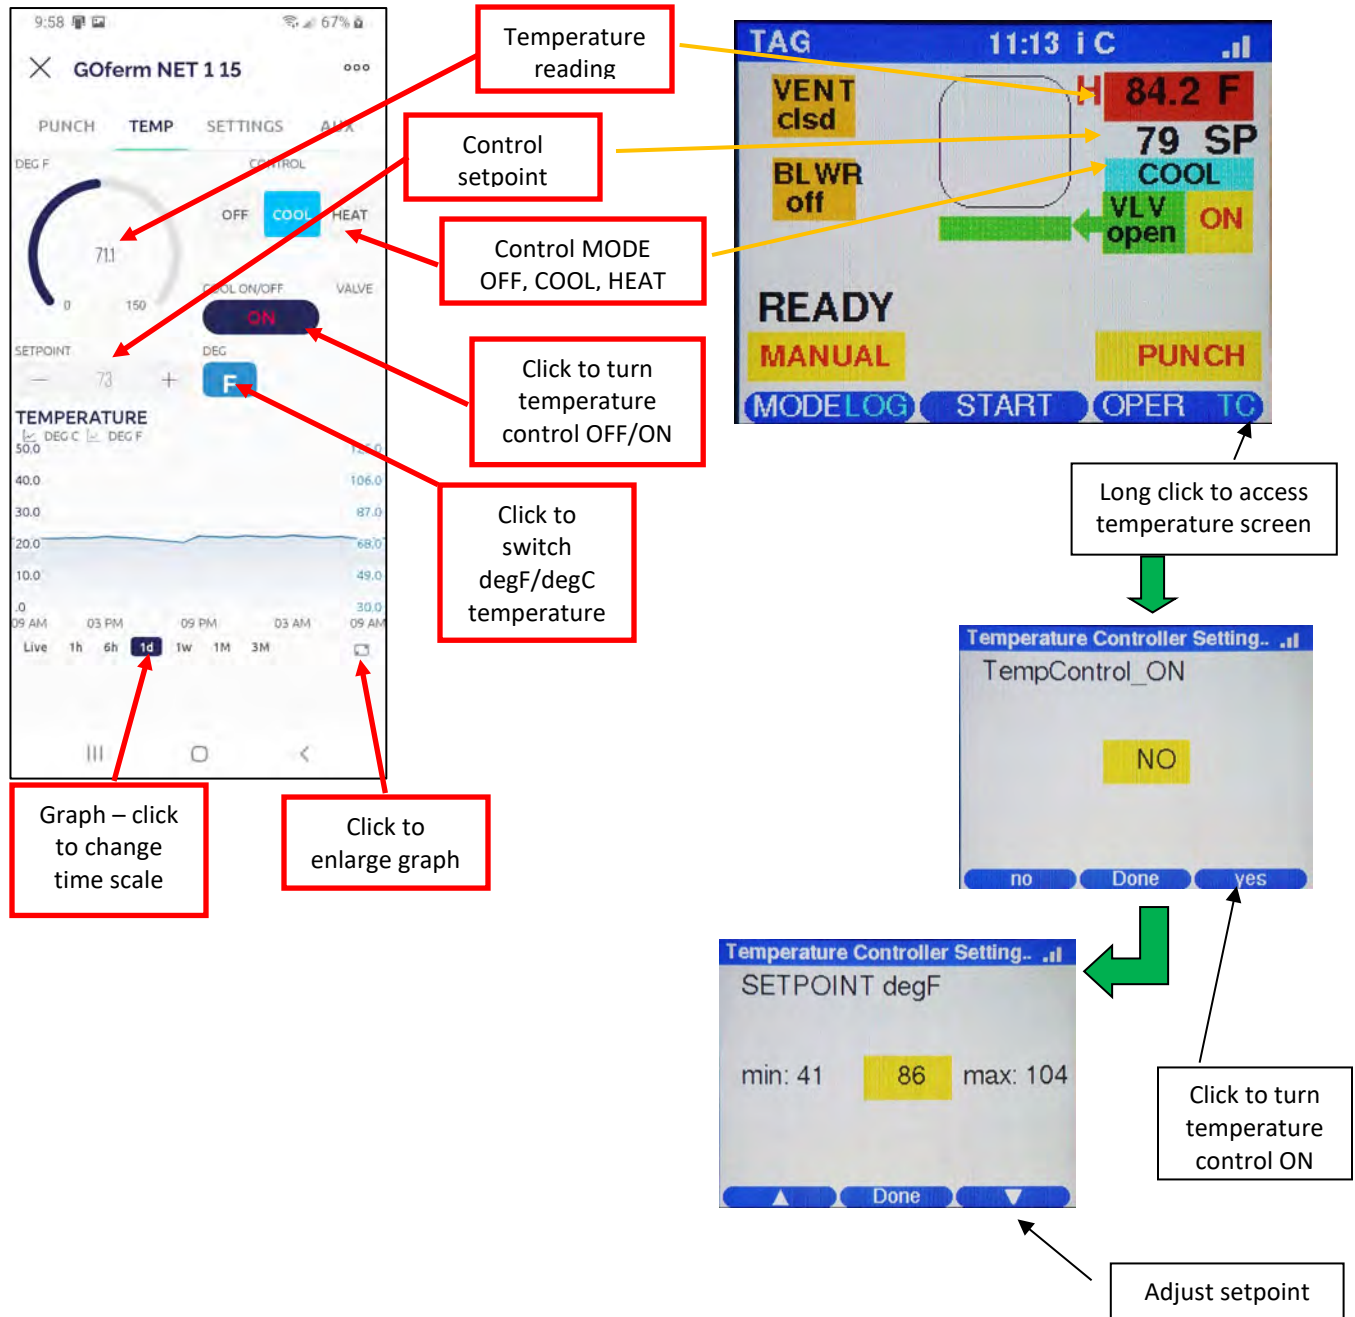 9:58 67%
GOferm NET 1 15
PUNCH TEMP SETTINGS AUX
DEG F CONTROL
OFF COOL HEAT
71.1
0 150
COOL ON/OFF VALVE
ON
SETPOINT DEG
— 73 + F
TEMPERATURE
DEG C DEG F
50.0
40.0 106.0
30.0 87.0
20.0 68.0
10.0 49.0
.0 30.0
09 AM 03 PM 09 PM 03 AM 09 AM
Live 1h 6h 1d 1w 1M 3M
Temperature
reading
Control
setpoint
Control MODE
OFF, COOL, HEAT
Click to turn
temperature
control OFF/ON
Click to
switch
degF/degC
temperature
Graph – click
to change
time scale
Click to
enlarge graph
TAG 11:13 i C
VENT
clsd
H 84.2 F
79 SP
COOL
BLWR
off
VLV
open
ON
READY
MANUAL PUNCH
MODE LOG START OPER TC
Long click to access
temperature screen
Temperature Controller Setting..
TempControl_ON
NO
no Done yes
Click to turn
temperature
control ON
Temperature Controller Setting..
SETPOINT degF
min: 41 86 max: 104
Done
Adjust setpoint